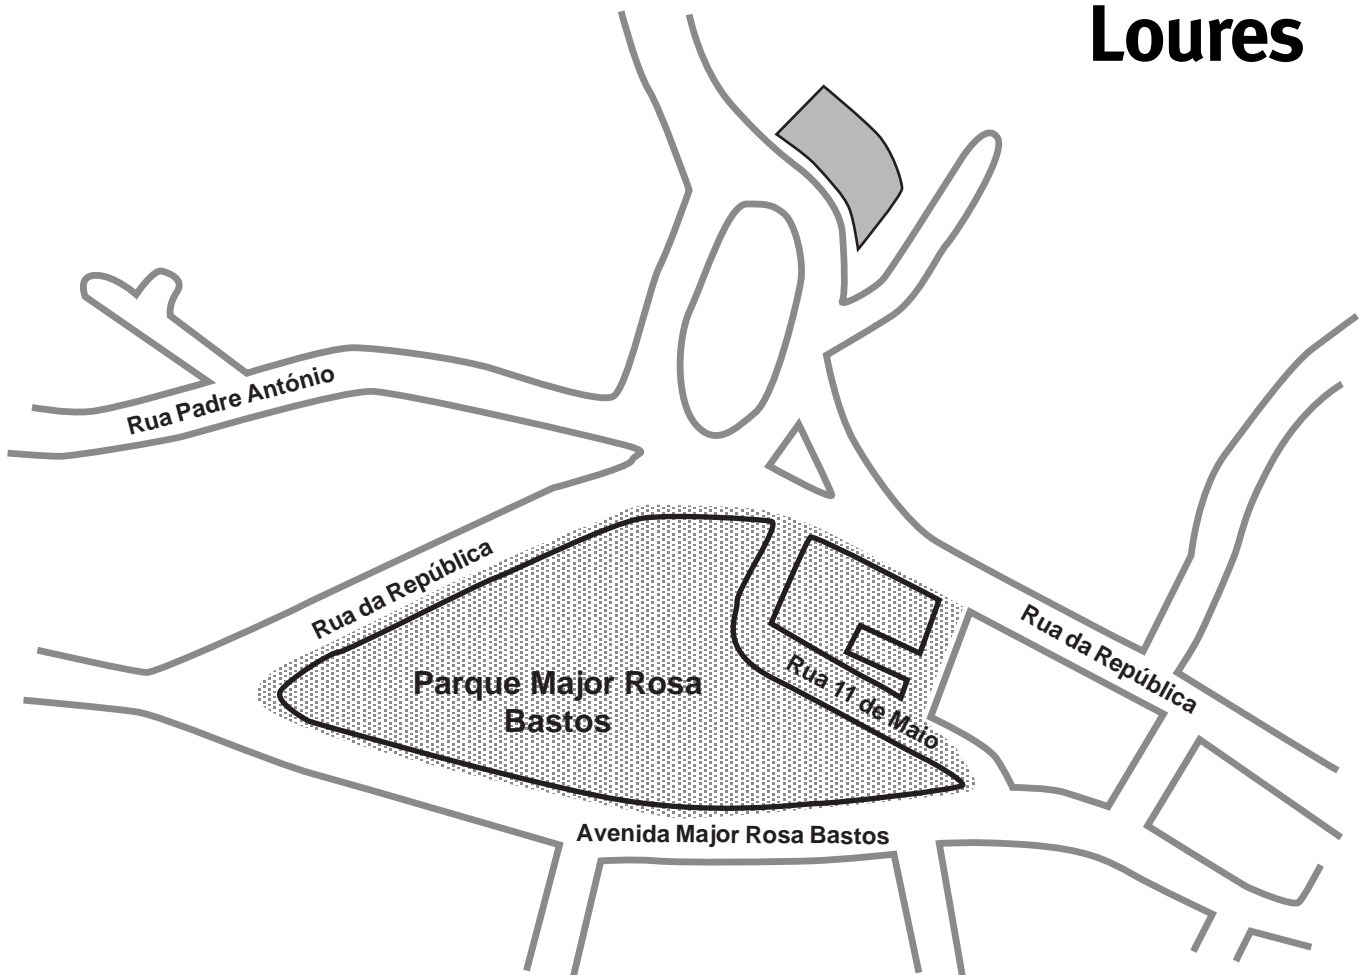 Loures
Rua Padre António
Rua da República
Rua da República
Parque Major Rosa
Bastos
Rua 11 de Maio
Avenida Major Rosa Bastos